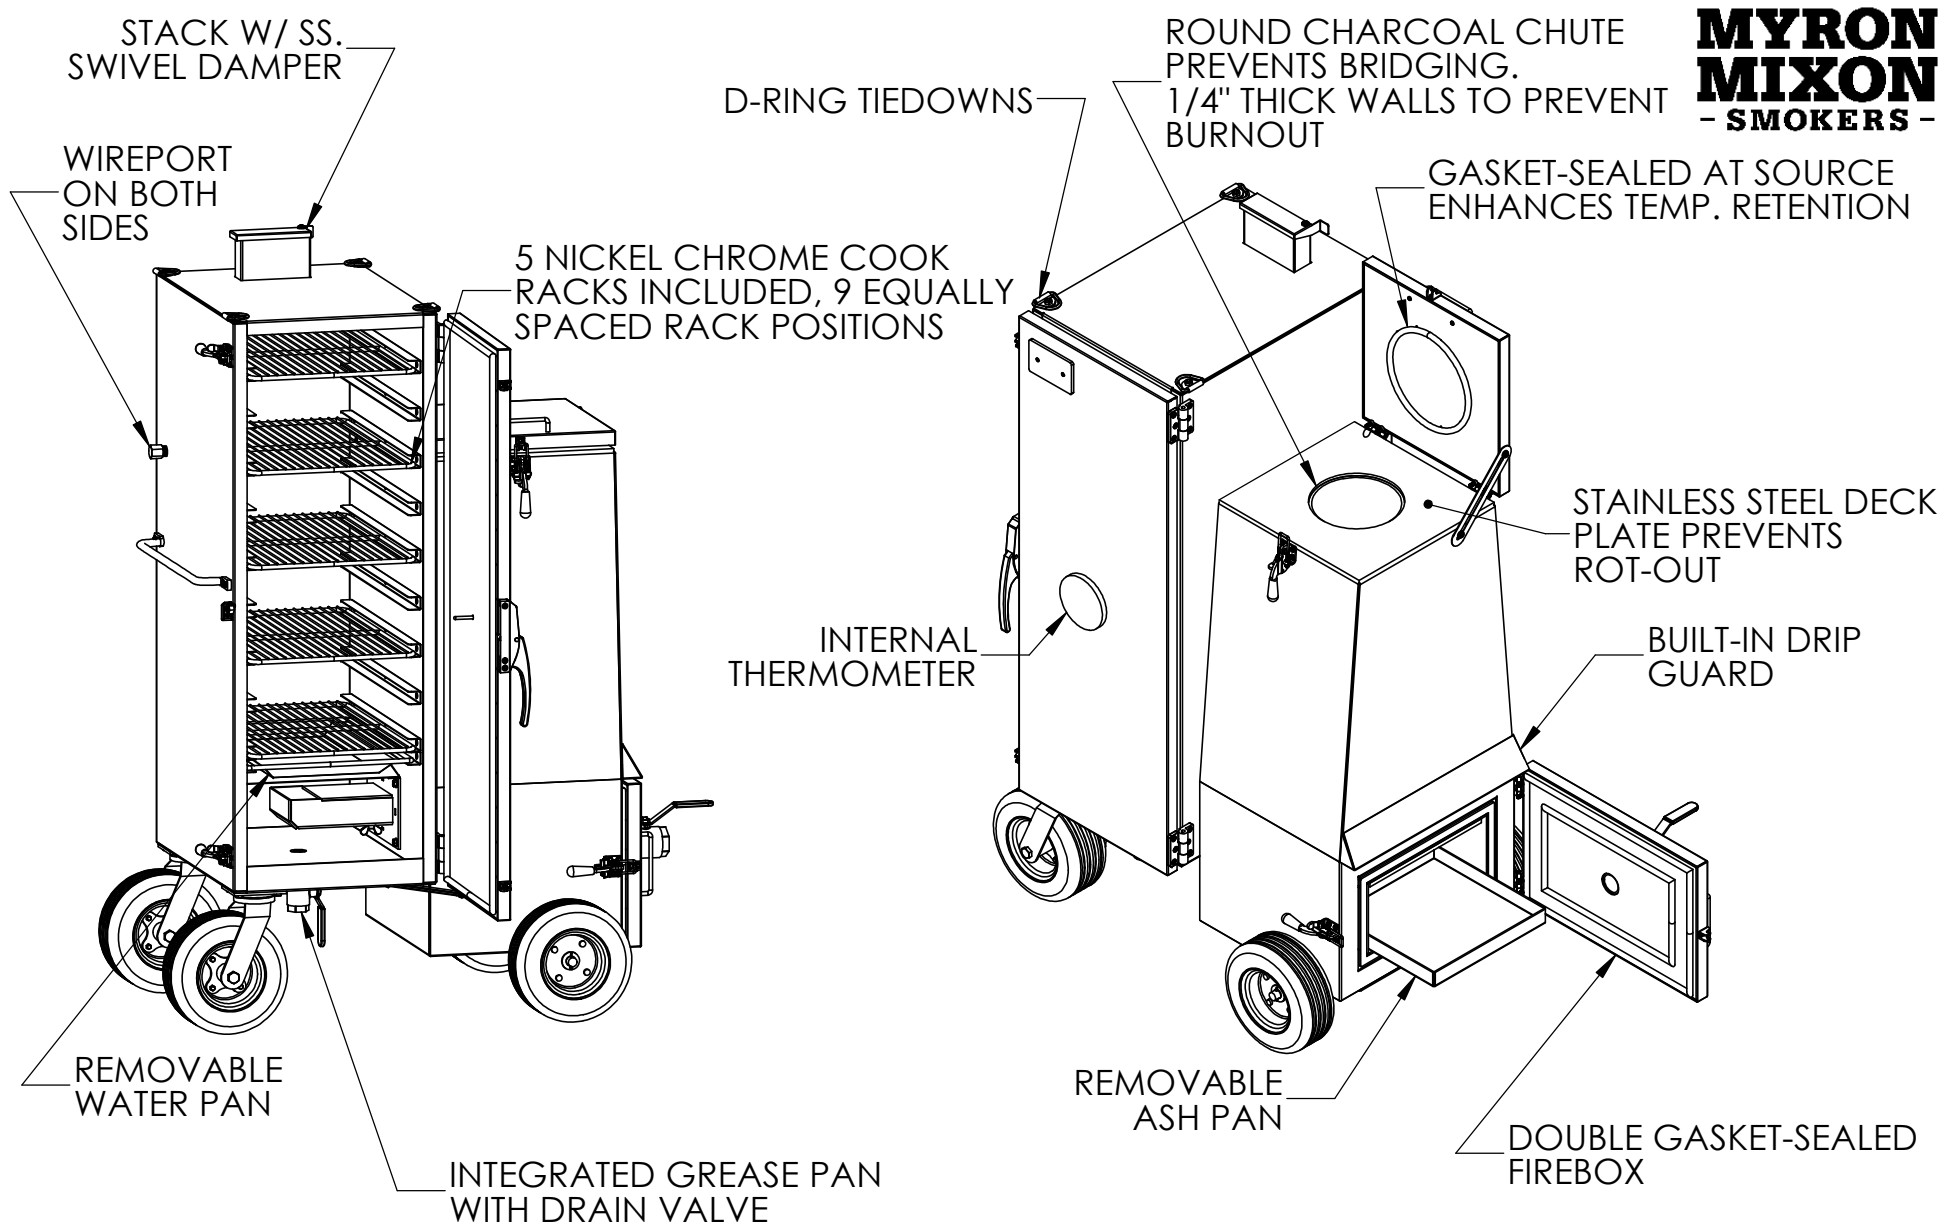 STACK W/ SS.
SWIVEL DAMPER
WIREPORT
ON BOTH
SIDES
5 NICKEL CHROME COOK
RACKS INCLUDED, 9 EQUALLY
SPACED RACK POSITIONS
REMOVABLE
WATER PAN
INTEGRATED GREASE PAN
WITH DRAIN VALVE
D-RING TIEDOWNS
ROUND CHARCOAL CHUTE
PREVENTS BRIDGING.
1/4" THICK WALLS TO PREVENT
BURNOUT
MYRON
MIXON
- SMOKERS -
GASKET-SEALED AT SOURCE
ENHANCES TEMP. RETENTION
STAINLESS STEEL DECK
PLATE PREVENTS
ROT-OUT
INTERNAL
THERMOMETER
BUILT-IN DRIP
GUARD
REMOVABLE
ASH PAN
DOUBLE GASKET-SEALED
FIREBOX